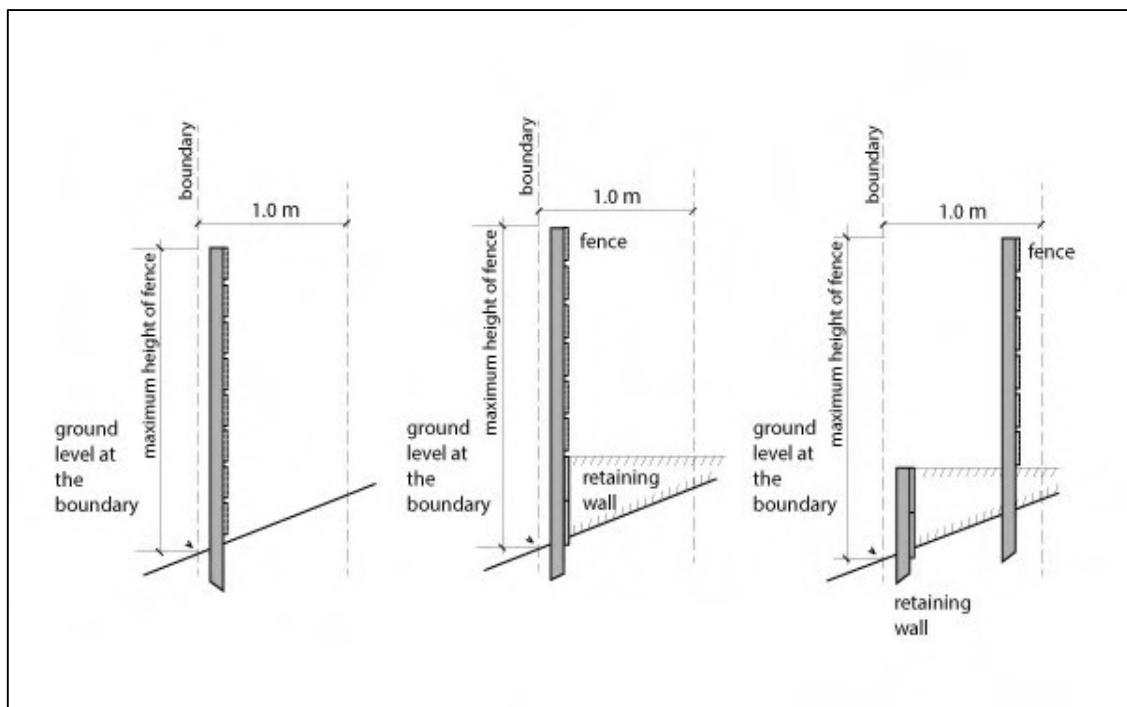 boundary
1.0 m
maximum height of fence
ground
level at
the
boundary
boundary
1.0 m
fence
maximum height of fence
ground
level at
the
boundary
retaining
wall
boundary
1.0 m
fence
maximum height of fence
ground
level at
the
boundary
retaining
wall